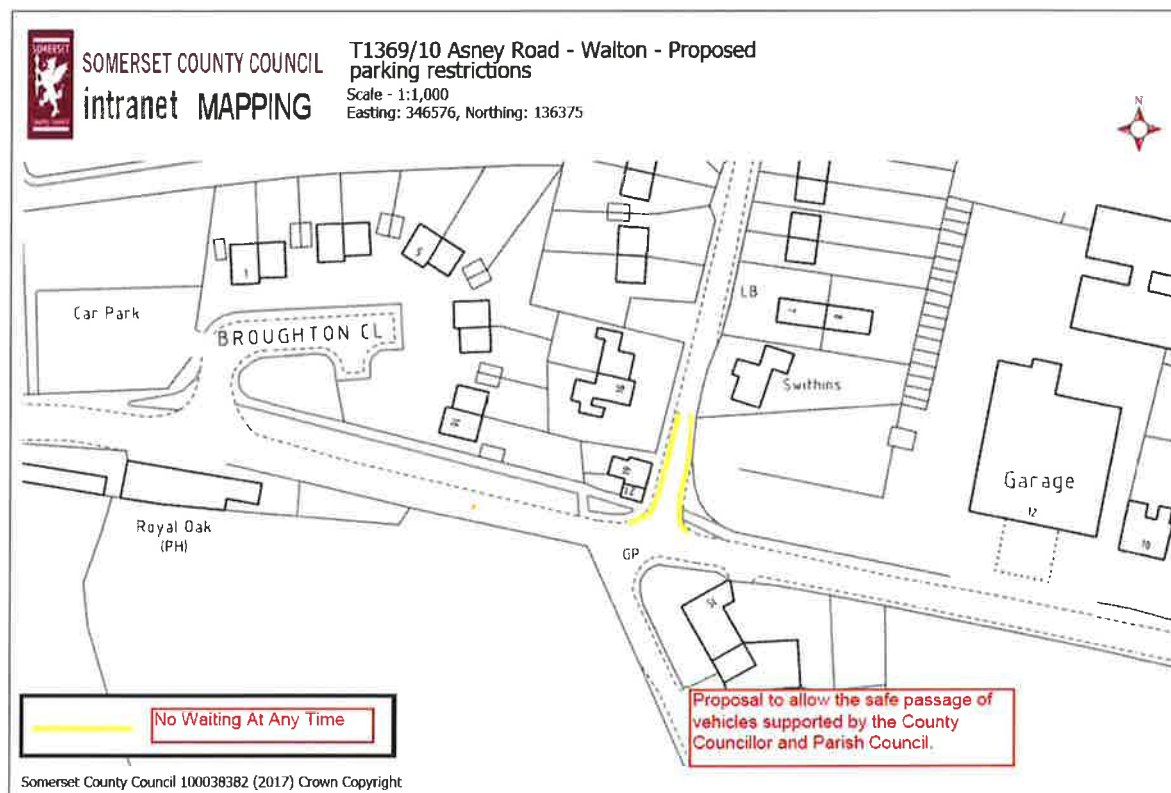 SOMERSET
SOMERSET COUNTY COUNCIL
intranet MAPPING
T1369/10 Asney Road - Walton - Proposed
parking restrictions
Scale - 1:1,000
Easting: 346576, Northing: 136375
N
1
5
Car Park
BROUGHTON CL
LB
Swithins
Garage
12
10
Royal Oak
(PH)
GP
No Waiting At Any Time
Proposal to allow the safe passage of
vehicles supported by the County
Councillor and Parish Council.
Somerset County Council 100038382 (2017) Crown Copyright